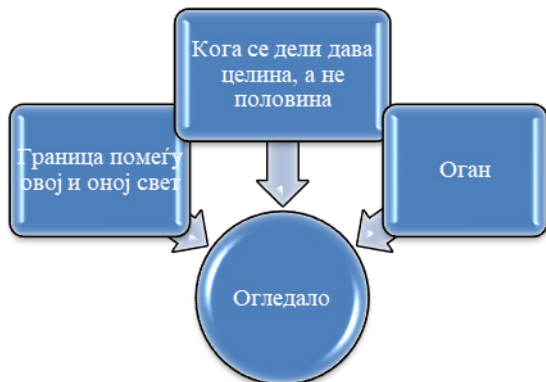 Кога се дели дава
целина, а не
половина
Граница помеѓу
овој и оној свет
Оган
Огледало